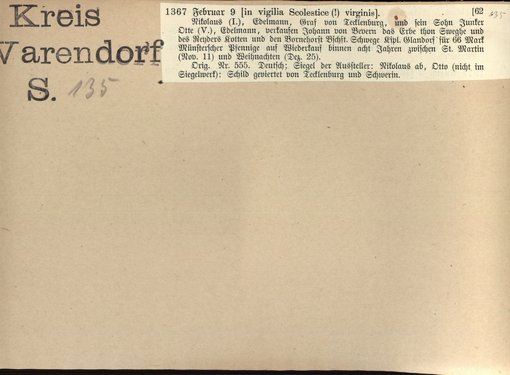 Kreis
Warendorf
S. 135
1367 Februar 9 [in vigilia Scolestice (!) virginis]. [62 135
Nikolaus (I.), Edelmann, Graf von Tecklenburg, und sein Sohn Junker
Otte (V.), Edelmann, verkaufen Johann von Bevern das Erbe thon Sweghe und
des Reyders Kotten und den Bornehorst Bschft. Schwege Kspl. Glandorf für 66 Mark
Münsterscher Pfennige auf Wiederkauf binnen acht Jahren zwischen St. Martin
(Nov. 11) und Weihnachten (Dez. 25).
Orig. Nr. 555. Deutsch; Siegel der Aussteller: Nikolaus ab, Otto (nicht im
Siegelwerk): Schild geviertet von Tecklenburg und Schwerin.